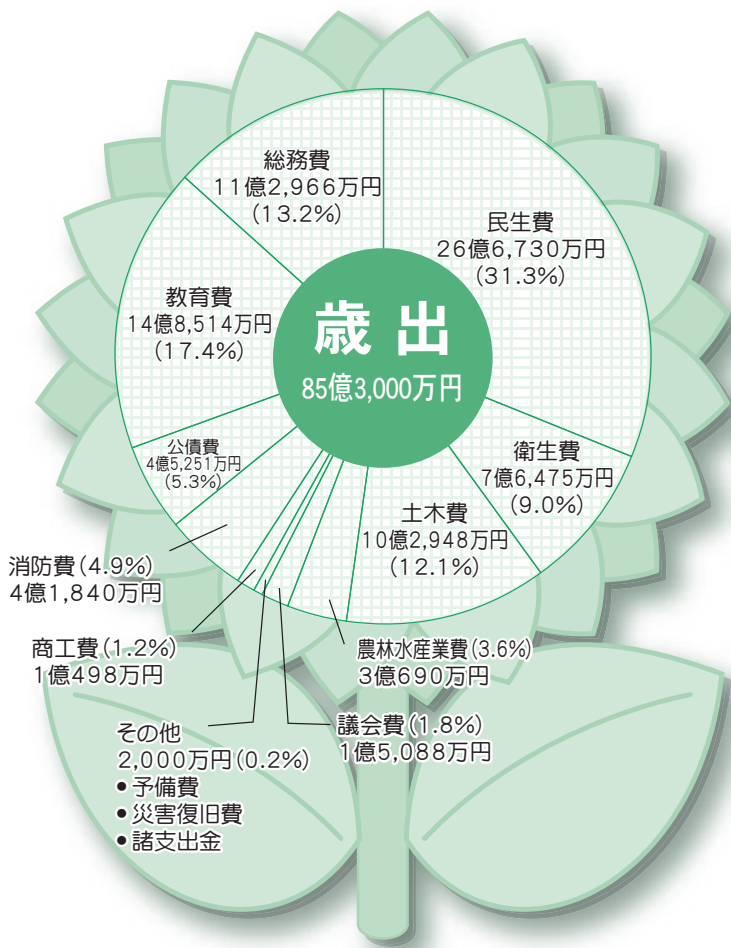 歳出
85億3,000万円
民生費
26億6,730万円
(31.3%)
衛生費
7億6,475万円
(9.0%)
土木費
10億2,948万円
(12.1%)
農林水産業費(3.6%)
3億690万円
議会費(1.8%)
1億5,088万円
その他
2,000万円(0.2%)
•予備費
•災害復旧費
•諸支出金
商工費(1.2%)
1億498万円
消防費(4.9%)
4億1,840万円
公債費
4億5,251万円
(5.3%)
教育費
14億8,514万円
(17.4%)
総務費
11億2,966万円
(13.2%)